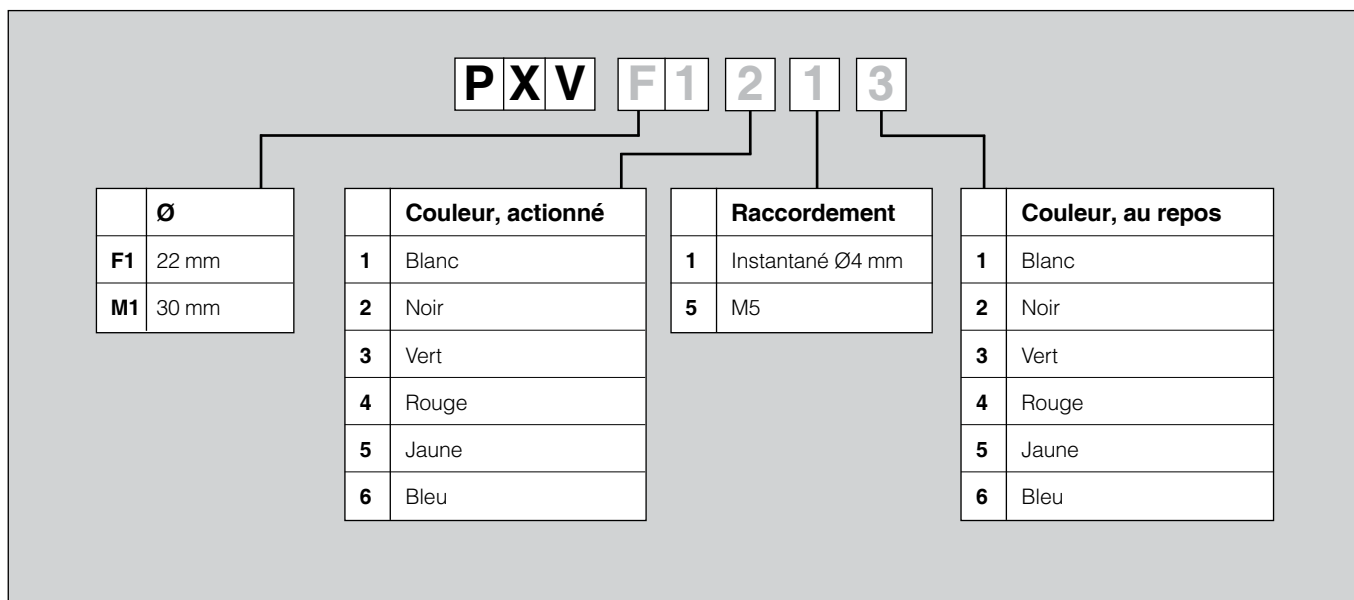 PXV F1 2 1 3
Ø
F1 22 mm
M1 30 mm
Couleur, actionné
1 Blanc
2 Noir
3 Vert
4 Rouge
5 Jaune
6 Bleu
Raccordement
1 Instantané Ø4 mm
5 M5
Couleur, au repos
1 Blanc
2 Noir
3 Vert
4 Rouge
5 Jaune
6 Bleu